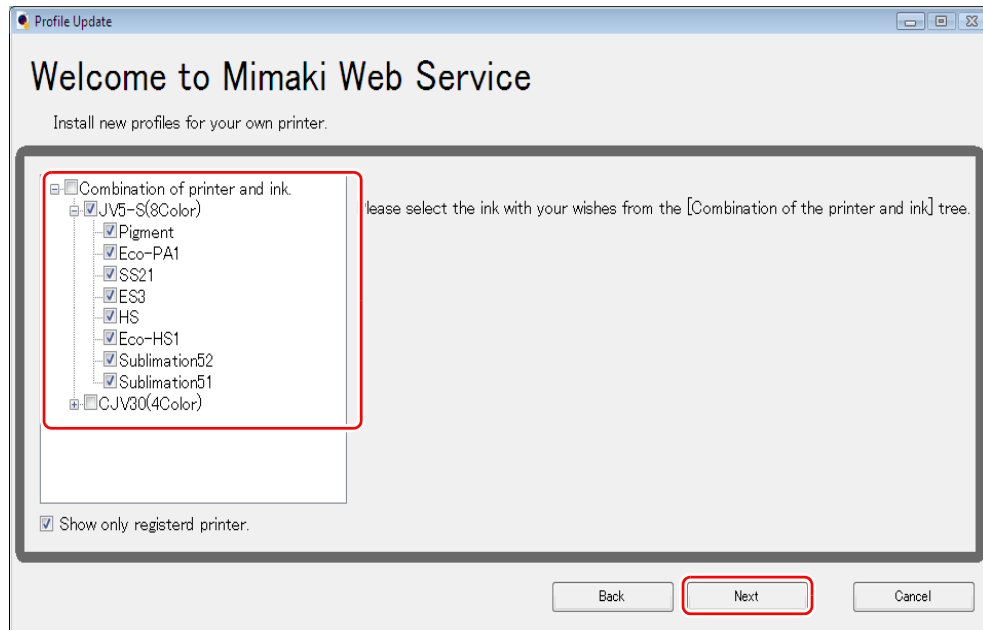 Profile Update
Welcome to Mimaki Web Service
Install new profiles for your own printer.
Combination of printer and ink.
JV5-S(8Color)
Pigment
Eco-PA1
SS21
ES3
HS
Eco-HS1
Sublimation52
Sublimation51
CJV30(4Color)
lease select the ink with your wishes from the [Combination of the printer and ink] tree.
Show only registerd printer.
Back
Next
Cancel